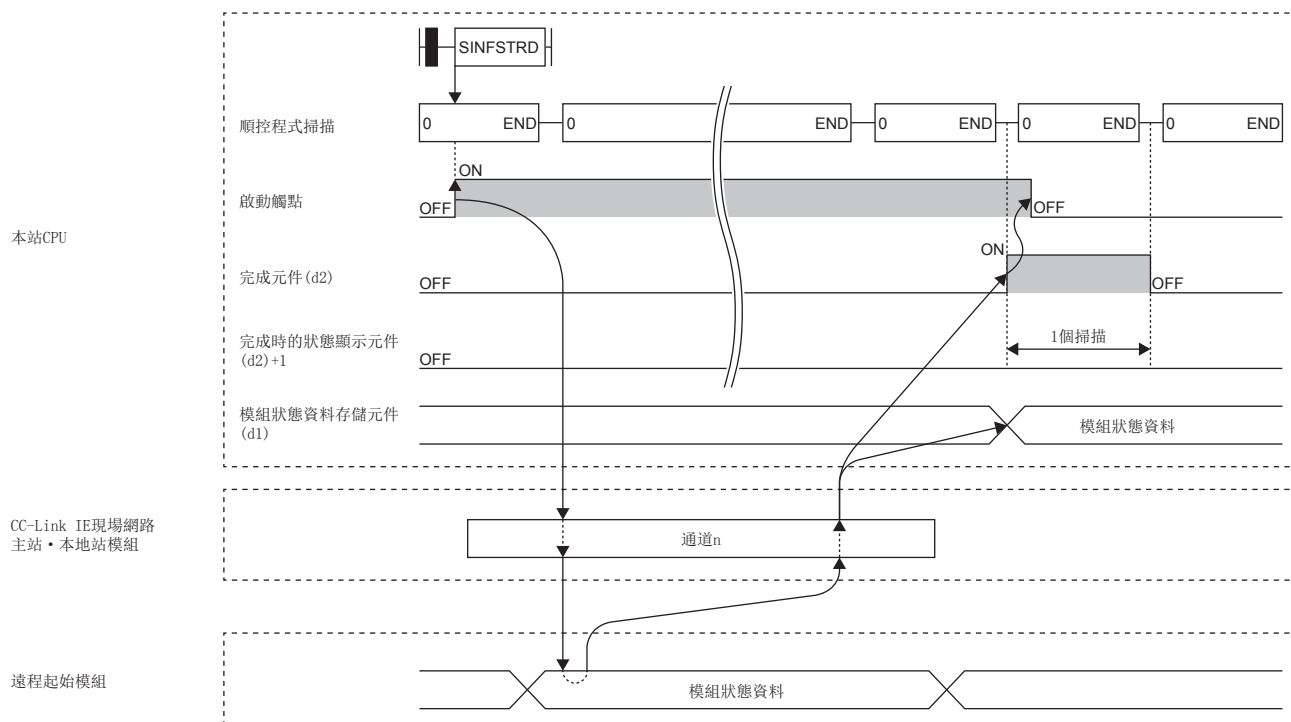 SINFSTRD
順控程式掃描
0 END 0 END 0 END 0 END 0 END
ON
啟動觸點
OFF
OFF
本站CPU
ON
完成元件(d2)
OFF
OFF
完成時的狀態顯示元件
(d2)+1
1個掃描
OFF
模組狀態資料存儲元件
(d1)
模組狀態資料
CC-Link IE現場網路
主站・本地站模組
通道n
遠程起始模組
模組狀態資料